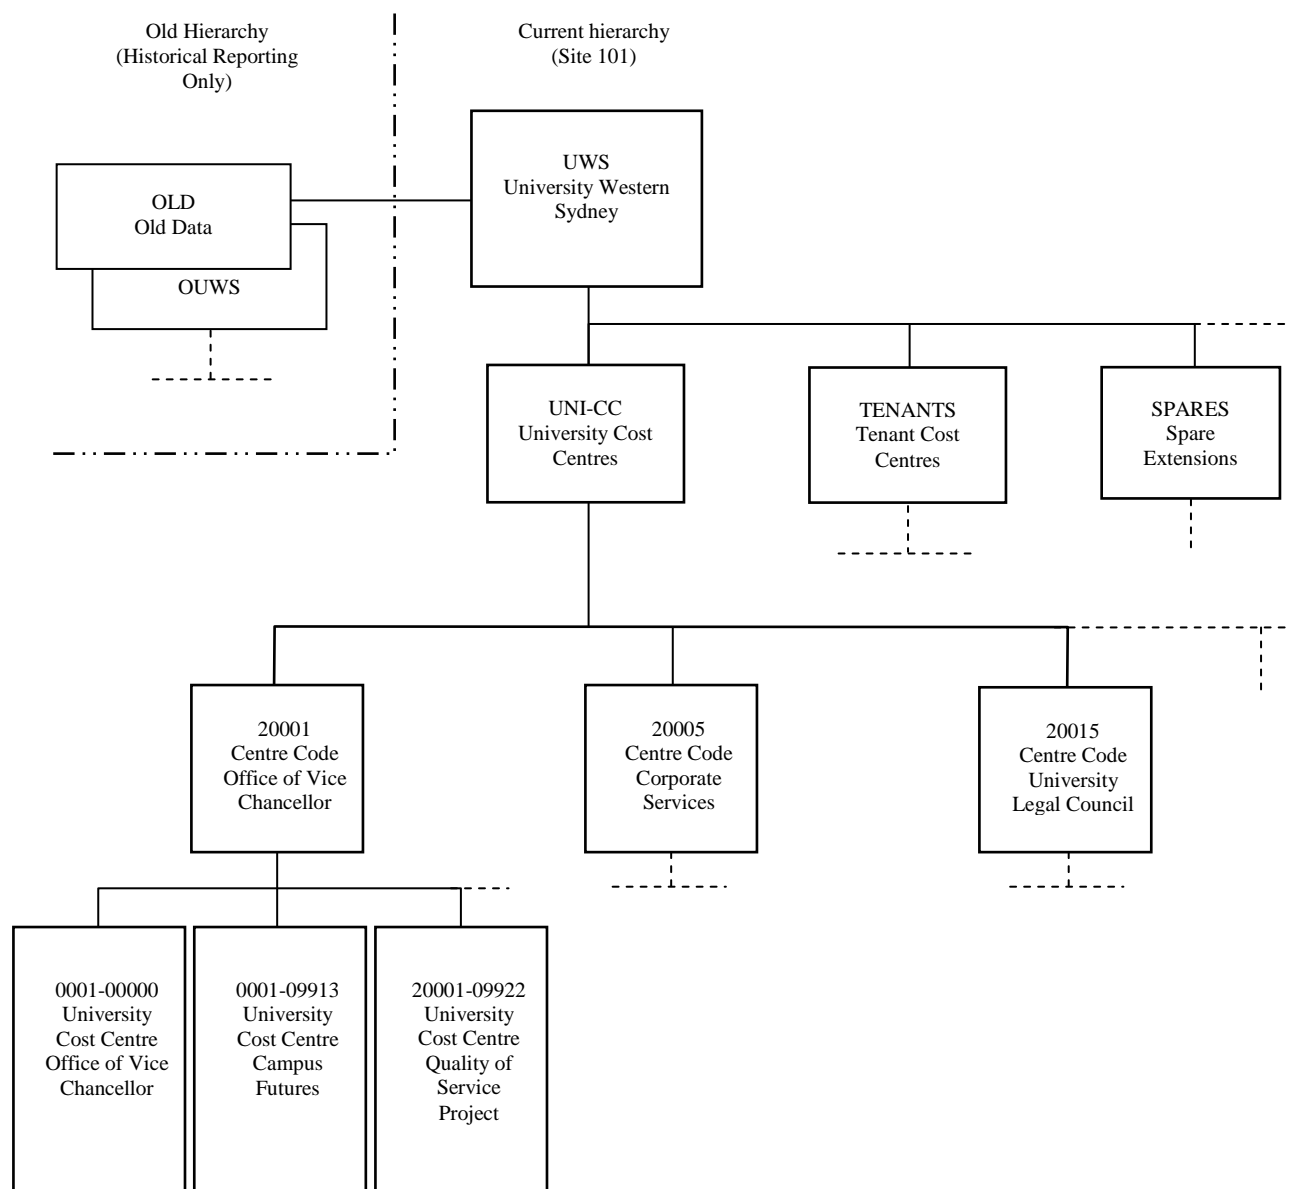 Old Hierarchy
(Historical Reporting
Only)
Current hierarchy
(Site 101)
UWS
University Western
Sydney
OLD
Old Data
OUWS
UNI-CC
University Cost
Centres
TENANTS
Tenant Cost
Centres
SPARES
Spare
Extensions
20001
Centre Code
Office of Vice
Chancellor
20005
Centre Code
Corporate
Services
20015
Centre Code
University
Legal Council
0001-00000
University
Cost Centre
Office of Vice
Chancellor
0001-09913
University
Cost Centre
Campus
Futures
20001-09922
University
Cost Centre
Quality of
Service
Project